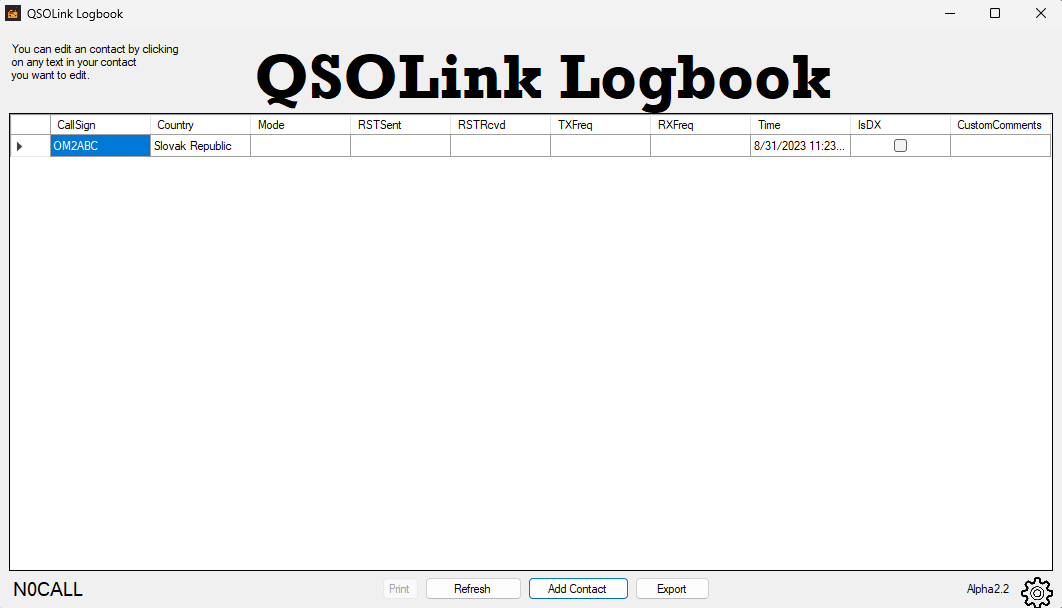 QSOLink Logbook
You can edit an contact by clicking
on any text in your contact
you want to edit.
QSOLink Logbook
CallSign Country Mode RSTSent RSTRcvd TXFreq RXFreq Time IsDX CustomComments
OM2ABC Slovak Republic 8/31/2023 11:23...
N0CALL Print Refresh Add Contact Export Alpha2.2